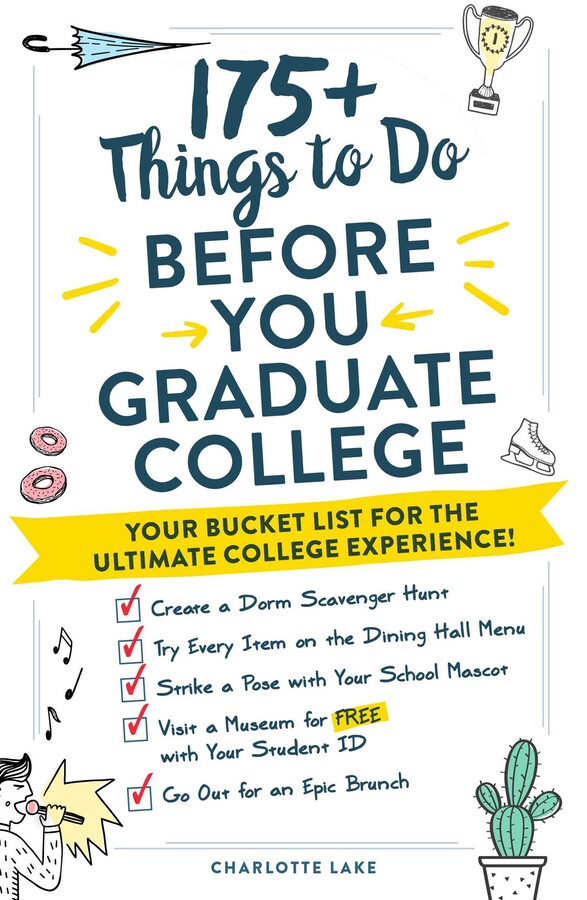 175+
Things to Do
BEFORE
YOU
GRADUATE
COLLEGE
YOUR BUCKET LIST FOR THE
ULTIMATE COLLEGE EXPERIENCE!
Create a Dorm Scavenger Hunt
Try Every Item on the Dining Hall Menu
Strike a Pose with Your School Mascot
Visit a Museum for FREE
with Your Student ID
Go Out for an Epic Brunch
CHARLOTTE LAKE
1